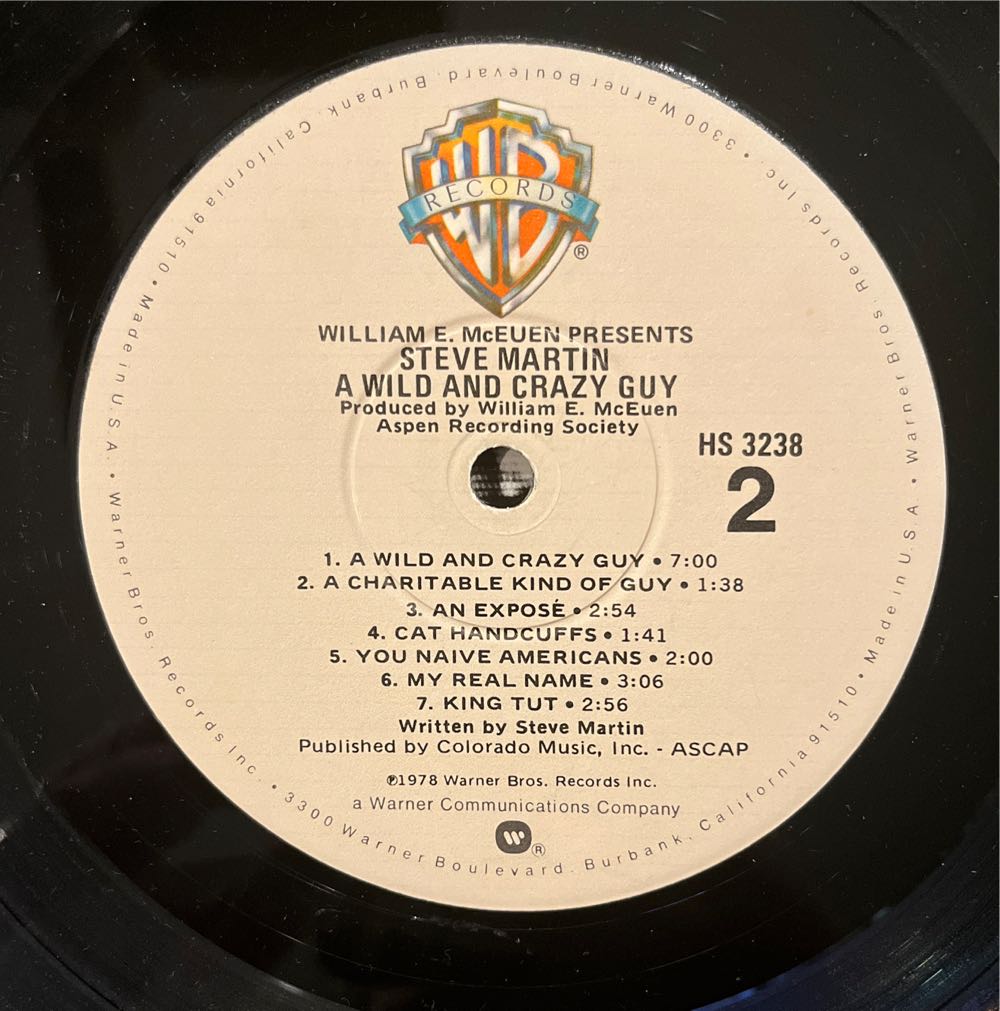 WB
RECORDS
®
WILLIAM E. McEUEN PRESENTS
STEVE MARTIN
A WILD AND CRAZY GUY
Produced by William E. McEuen
Aspen Recording Society
HS 3238
2
1. A WILD AND CRAZY GUY • 7:00
2. A CHARITABLE KIND OF GUY • 1:38
3. AN EXPOSÉ • 2:54
4. CAT HANDCUFFS • 1:41
5. YOU NAIVE AMERICANS • 2:00
6. MY REAL NAME • 3:06
7. KING TUT • 2:56
Written by Steve Martin
Published by Colorado Music, Inc. - ASCAP
℗1978 Warner Bros. Records Inc.
a Warner Communications Company
®
Made in U.S.A. • Warner Bros. Records Inc. • 3300 Warner Boulevard. Burbank, California 91510 • Made in U.S.A. • Warner Bros. Records Inc. • 3300 Warner Boulevard. Burbank, California 91510 •